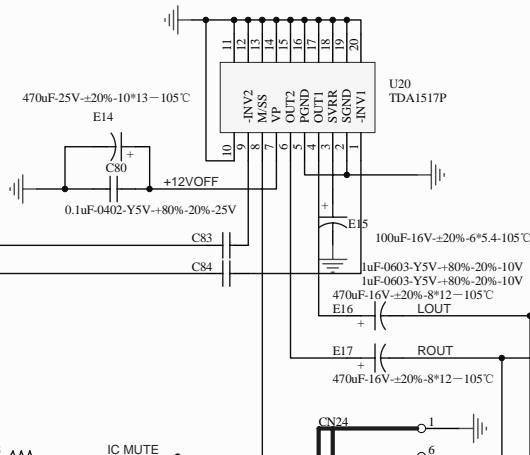 11 12 13 14 15 16 17 18 19 20
U20
TDA1517P
-INV2 M/SS VP OUT2 PGND OUT1 SVRR SGND -INV1
10 9 8 7 6 5 4 3 2 1
470uF-25V-±20%-10*13－105℃
E14
+
C80
+12VOFF
0.1uF-0402-Y5V-+80%-20%-25V
+
E15
100uF-16V-±20%-6*5.4-105℃
C83
C84
1uF-0603-Y5V-+80%-20%-10V
1uF-0603-Y5V-+80%-20%-10V
470uF-16V-±20%-8*12－105℃
E16
+
LOUT
E17
+
ROUT
470uF-16V-±20%-8*12－105℃
CN24
1
IC MUTE
6